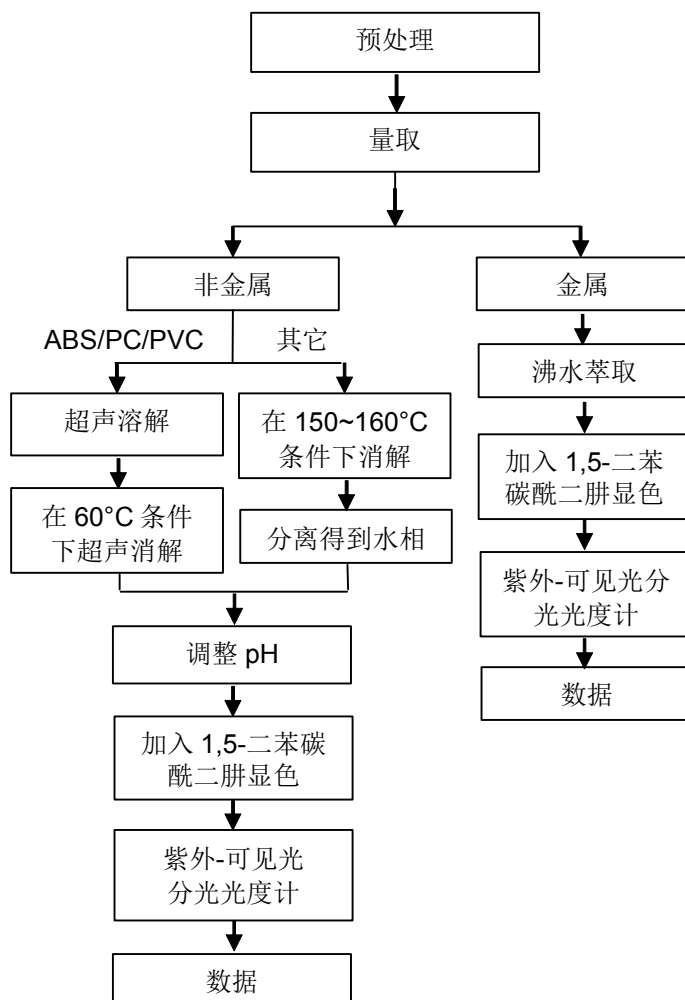 预处理
量取
非金属
金属
ABS/PC/PVC
其它
沸水萃取
超声溶解
在 150~160°C
条件下消解
加入 1,5-二苯
碳酰二肼显色
在 60°C 条件
下超声消解
分离得到水相
紫外-可见光分
光光度计
调整 pH
数据
加入 1,5-二苯碳
酰二肼显色
紫外-可见光
分光光度计
数据